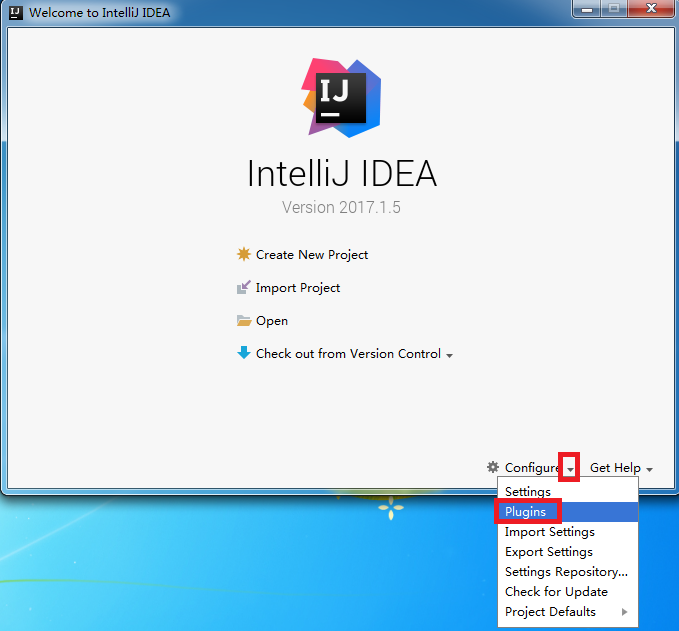 Welcome to IntelliJ IDEA
IJ
IntelliJ IDEA
Version 2017.1.5
Create New Project
Import Project
Open
Check out from Version Control
Configure
Get Help
Settings
Plugins
Import Settings
Export Settings
Settings Repository...
Check for Update
Project Defaults